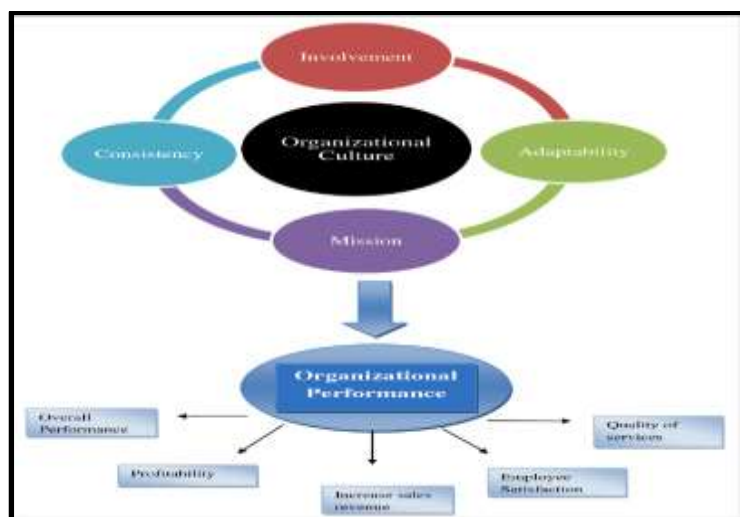 Involvement
Consistency
Organizational
Culture
Adaptability
Mission
Organizational
Performance
Overall
Performance
Quality of
services
Profitability
Employee
Satisfaction
Increase sales
revenue